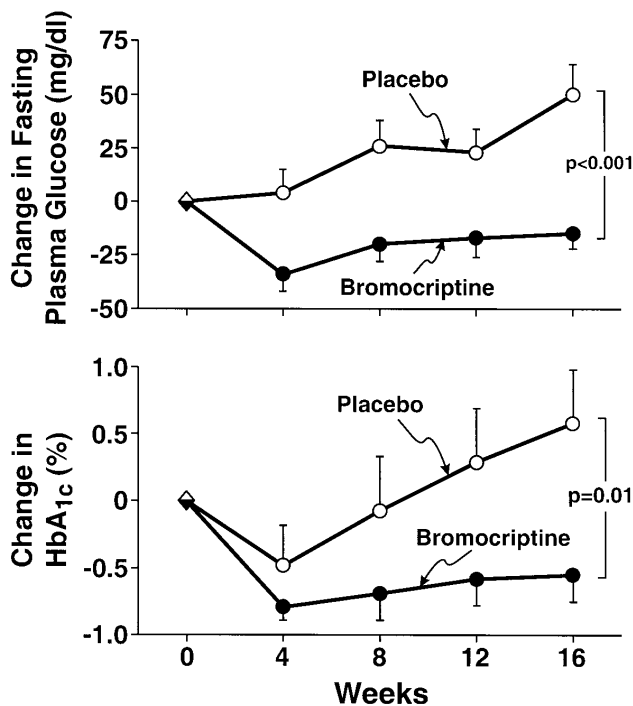 Change in Fasting
Plasma Glucose (mg/dl)
75
50
25
0
-25
-50
Placebo
Bromocriptine
p<0.001
Change in
HbA1c (%)
1.0
0.5
0
-0.5
-1.0
Placebo
Bromocriptine
p=0.01
0 4 8 12 16
Weeks